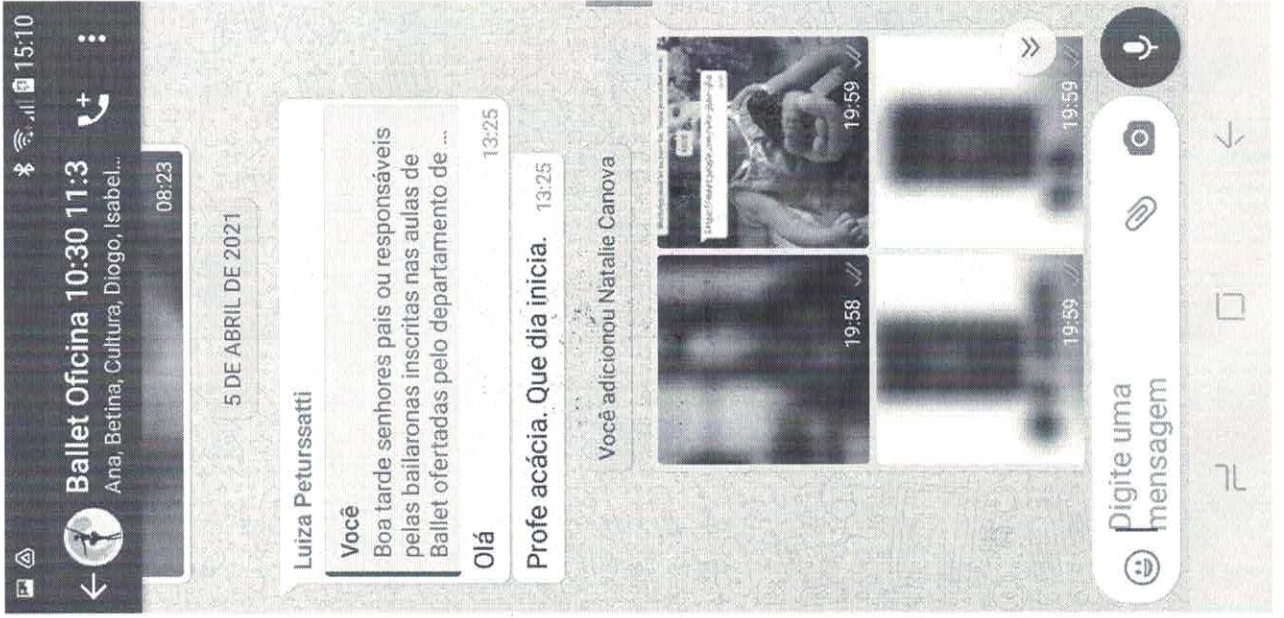 15:10
Ballet Oficina 10:30 11:3
Ana, Betina, Cultura, Diogo, Isabel...
08:23
5 DE ABRIL DE 2021
Luiza Peturssatti
Você
Boa tarde senhores pais ou responsáveis
pelas bailaronas inscritas nas aulas de
Ballet ofertadas pelo departamento de ...
Olá
13:25
Profe acácia. Que dia inicia. 13:25
Você adicionou Natalie Canova
19:58
19:59
19:59
19:59
Digite uma
mensagem